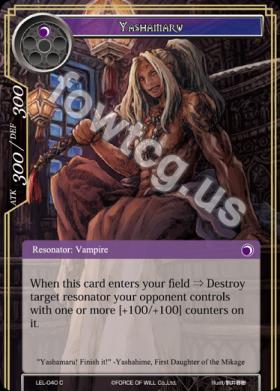 Yashamaru
ATK 300/DEF 300
fowtcg.us
Resonator: Vampire
When this card enters your field ⇒ Destroy
target resonator your opponent controls
with one or more [+100/+100] counters on
it.
"Yasharmaru! Finish it!" -Yashahime, First Daughter of the Mikage
LEL-040 C
©FORCE OF WILL Co.,Ltd.
Illust/